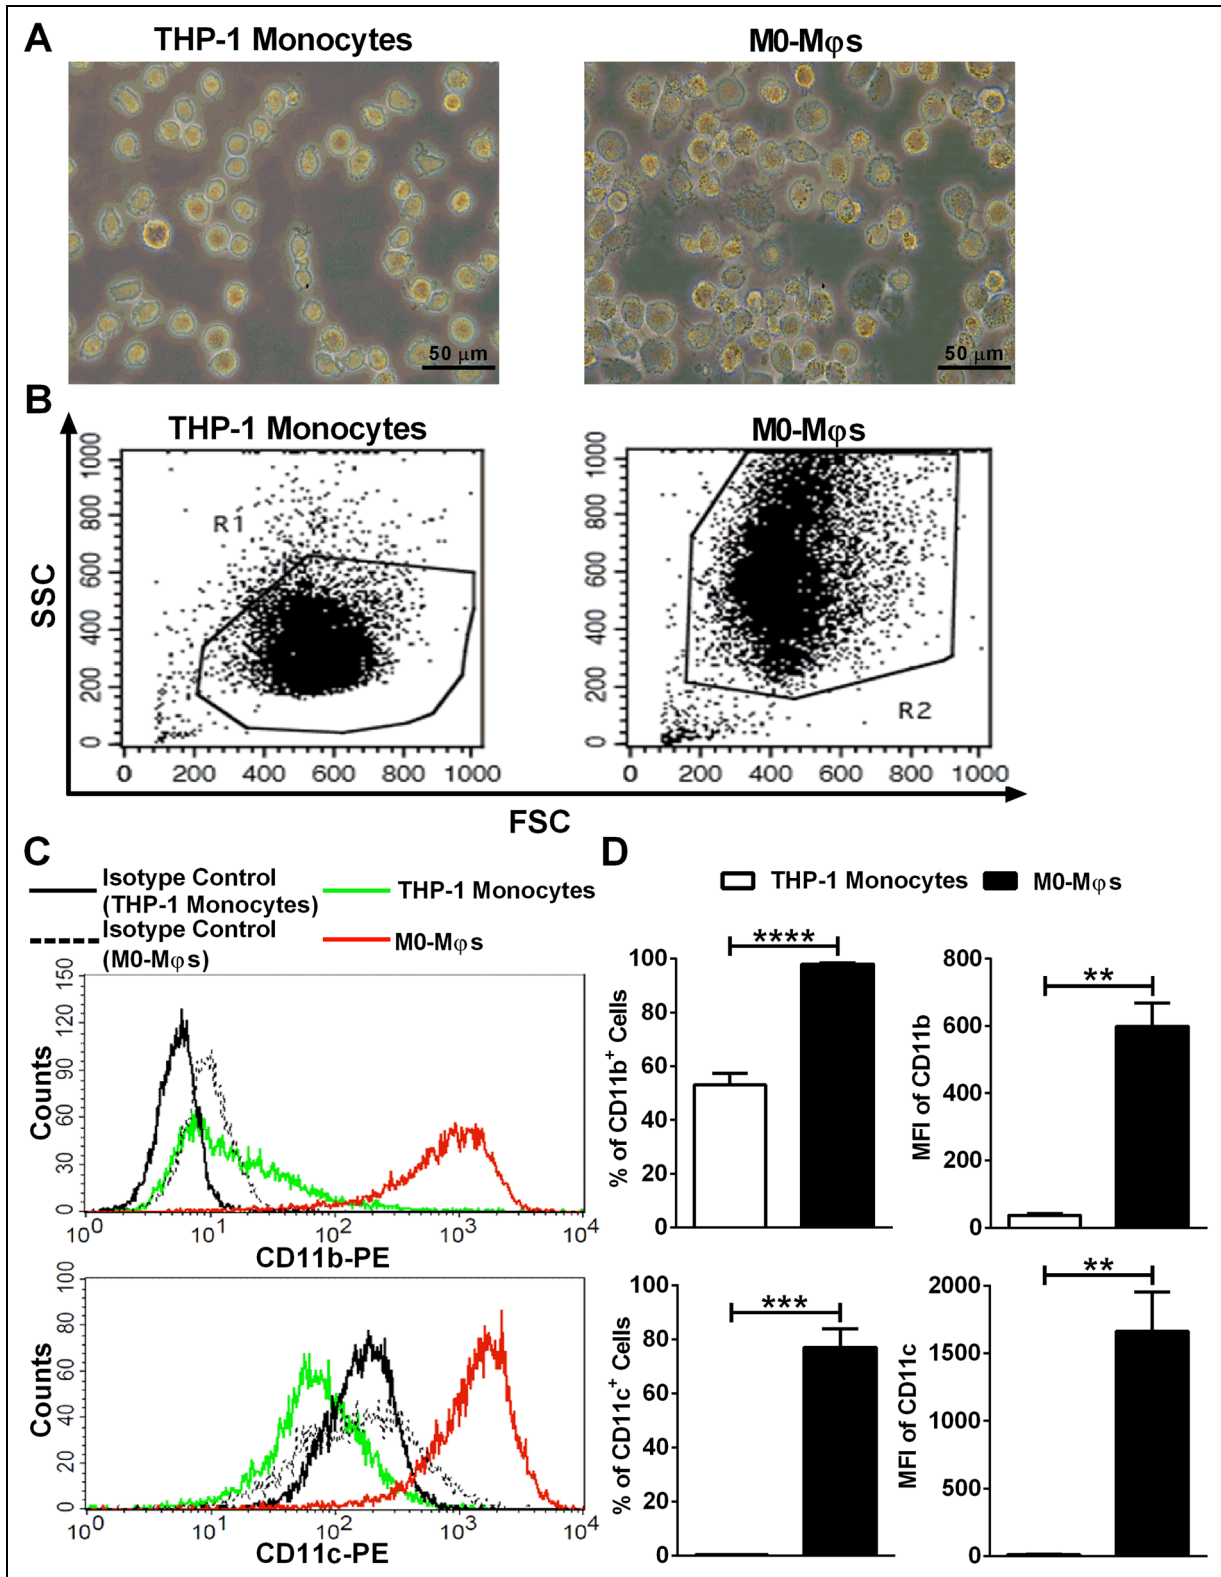 A
THP-1 Monocytes
M0-Mφs
50 μm
50 μm
B
THP-1 Monocytes
M0-Mφs
SSC
1000
800
600
400
200
0
R1
0 200 400 600 800 1000
1000
800
600
400
200
0
R2
0 200 400 600 800 1000
FSC
C
Isotype Control
(THP-1 Monocytes)
THP-1 Monocytes
Isotype Control
(M0-Mφs)
M0-Mφs
Counts
150
120
90
60
30
0
10⁰ 10¹ 10² 10³ 10⁴
CD11b-PE
Counts
100
80
60
40
20
0
10⁰ 10¹ 10² 10³ 10⁴
CD11c-PE
D
THP-1 Monocytes
M0-Mφs
% of CD11b⁺ Cells
100
80
60
40
20
0
****
MFI of CD11b
800
600
400
200
0
**
% of CD11c⁺ Cells
100
80
60
40
20
0
***
MFI of CD11c
2000
1500
1000
500
0
**